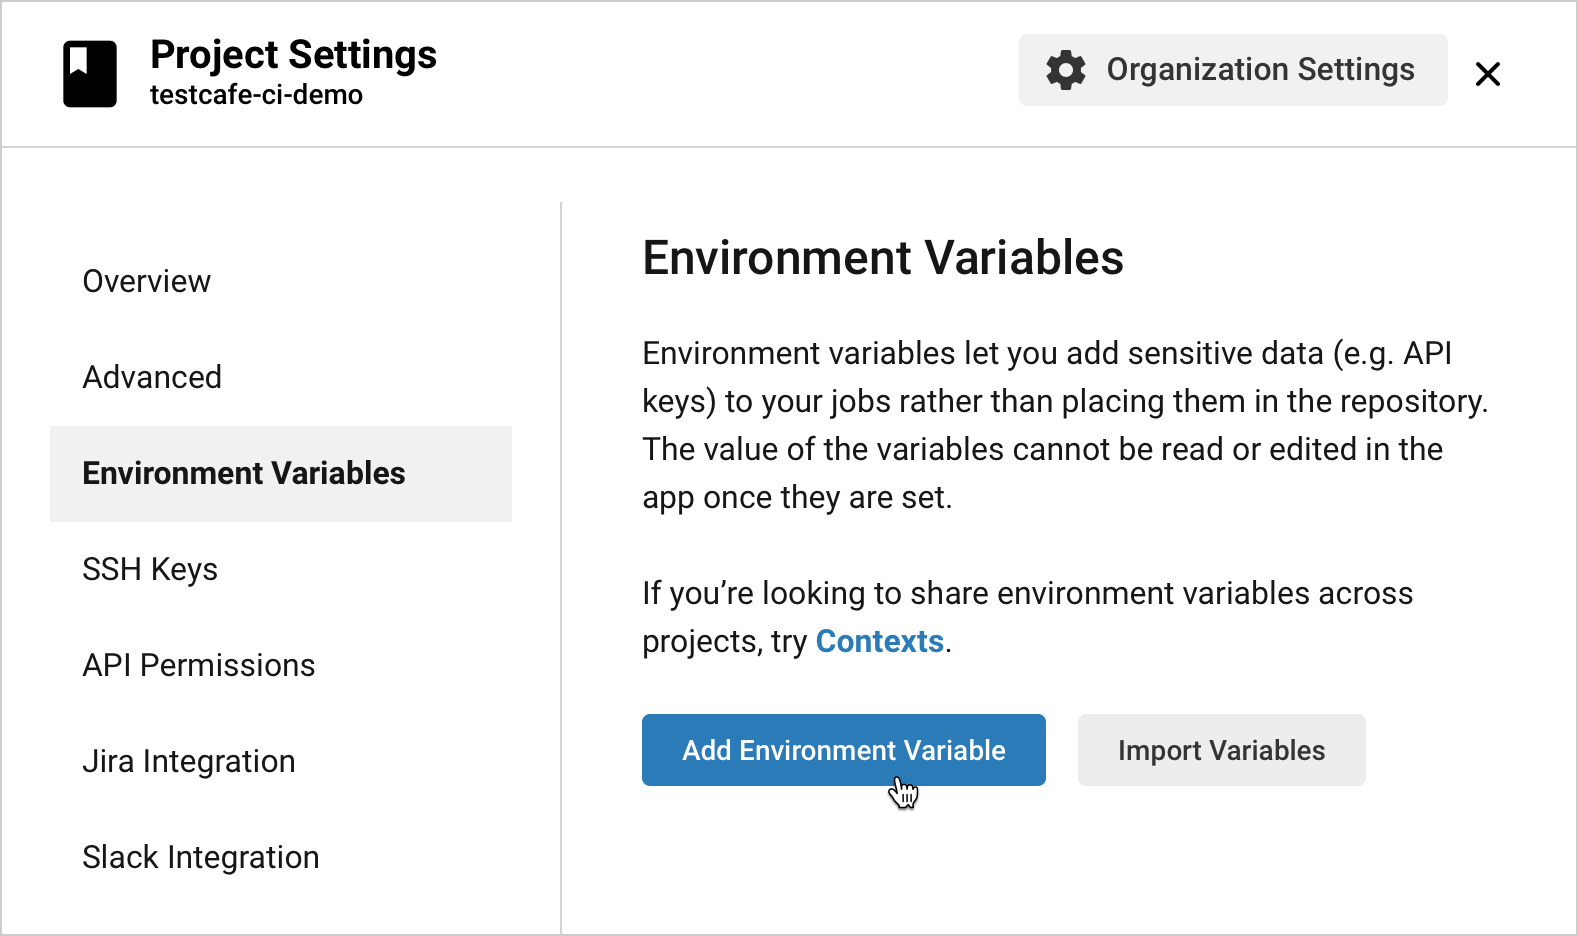 Project Settings
testcafe-ci-demo
Organization Settings
Overview
Advanced
Environment Variables
SSH Keys
API Permissions
Jira Integration
Slack Integration
Environment Variables
Environment variables let you add sensitive data (e.g. API
keys) to your jobs rather than placing them in the repository.
The value of the variables cannot be read or edited in the
app once they are set.
If you’re looking to share environment variables across
projects, try Contexts.
Add Environment Variable
Import Variables